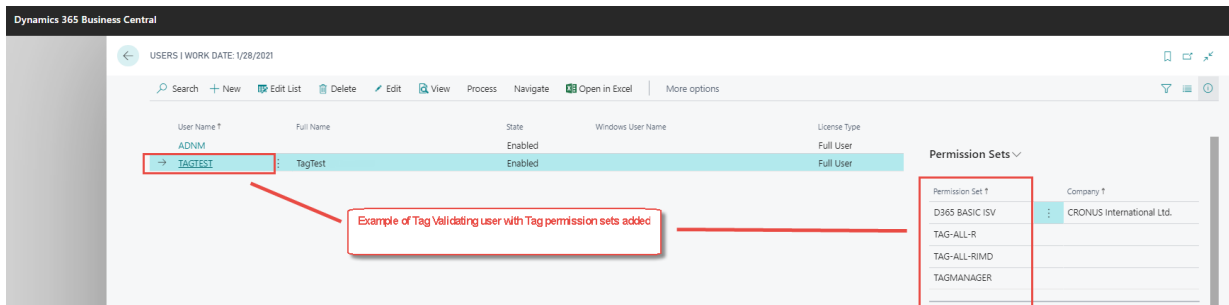 Dynamics 365 Business Central
USERS | WORK DATE: 1/28/2021
Search + New Edit List Delete Edit View Process Navigate Open in Excel More options
User Name ↑ Full Name State Windows User Name License Type
ADNM Enabled Full User
→ TAGTEST TagTest Enabled Full User
Permission Sets
Permission Set ↑ Company ↑
D365 BASIC ISV CRONUS International Ltd.
TAG-ALL-R
TAG-ALL-RIMD
TAGMANAGER
Example of Tag Validating user with Tag permission sets added